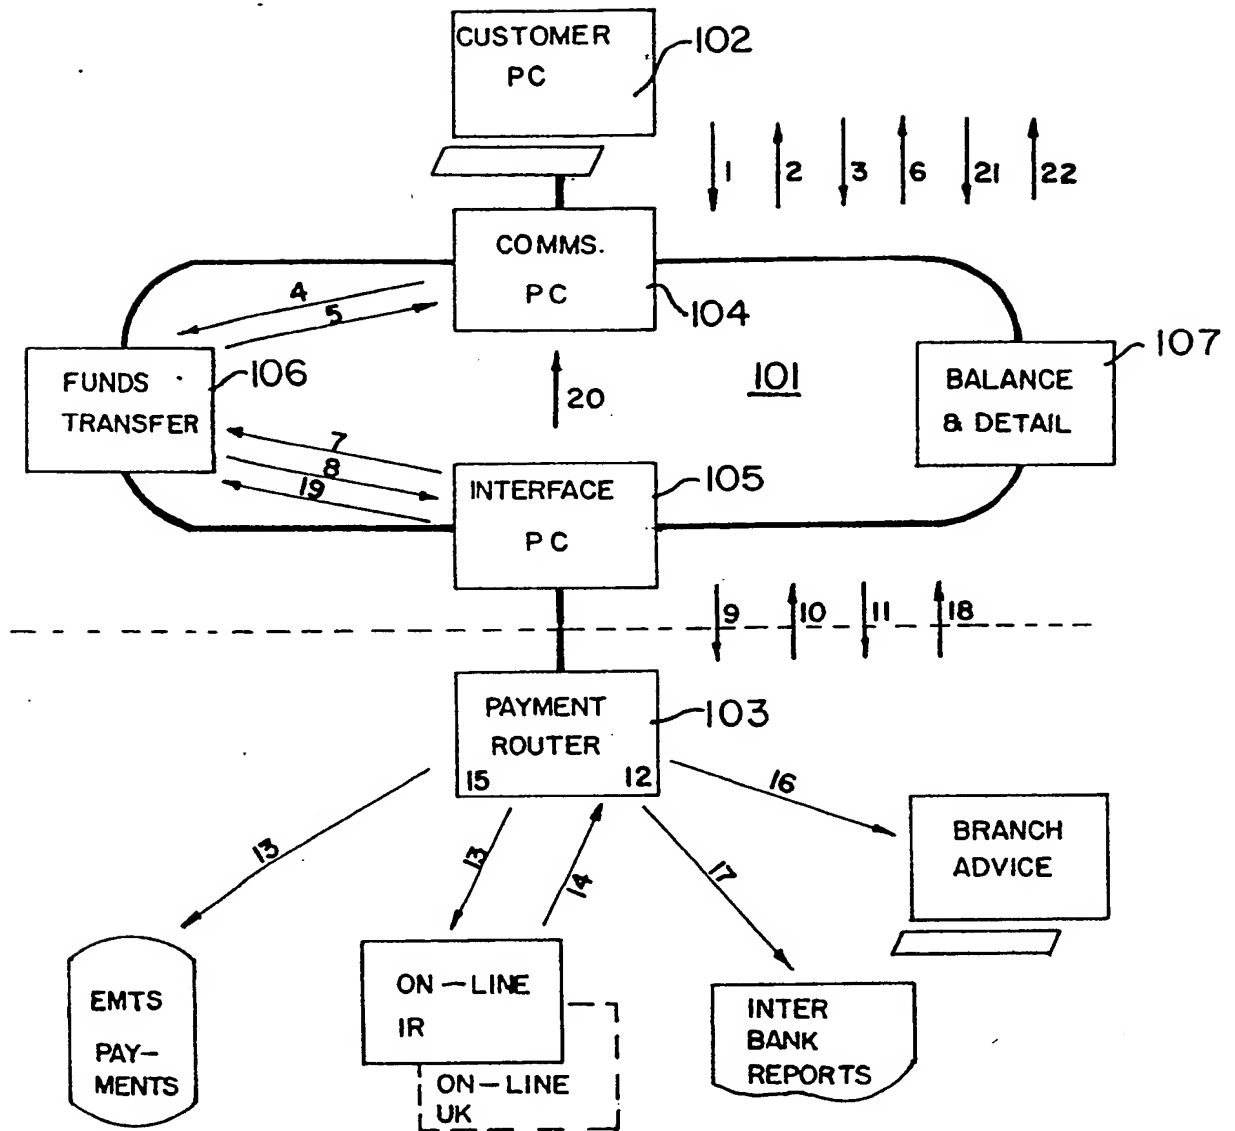 CUSTOMER
PC
102
1
2
3
6
21
22
COMMS.
PC
104
4
5
FUNDS
TRANSFER
106
101
BALANCE
& DETAIL
107
20
7
8
19
INTERFACE
PC
105
9
10
11
18
PAYMENT
ROUTER
15
12
103
13
13
14
16
17
BRANCH
ADVICE
EMTS
PAY-
MENTS
ON-LINE
IR
ON-LINE
UK
INTER
BANK
REPORTS